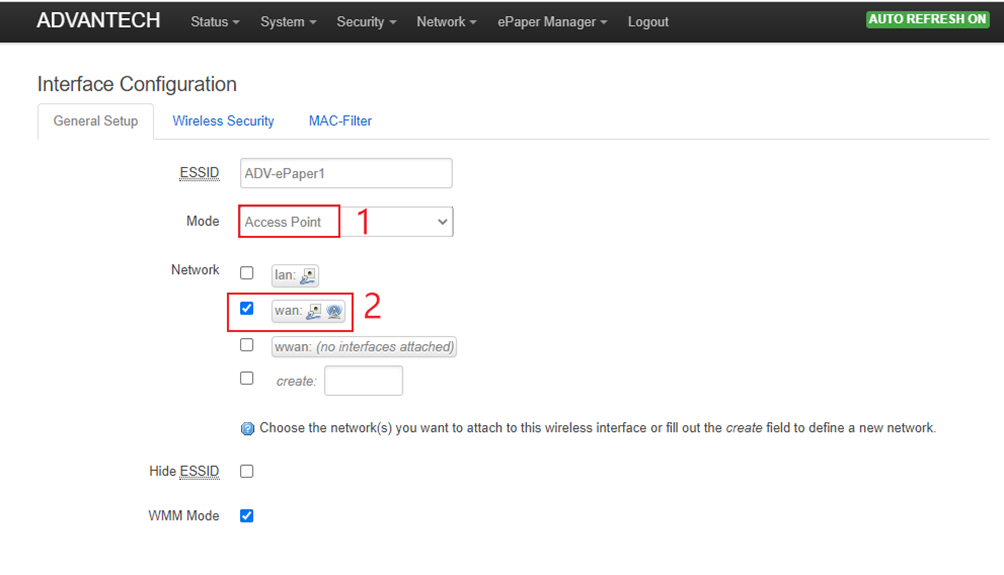 ADVANTECH Status System Security Network ePaper Manager Logout AUTO REFRESH ON
Interface Configuration
General Setup Wireless Security MAC-Filter
ESSID ADV-ePaper1
Mode Access Point 1
Network lan:
wan: 2
wwan: (no interfaces attached)
create:
Choose the network(s) you want to attach to this wireless interface or fill out the create field to define a new network.
Hide ESSID
WMM Mode